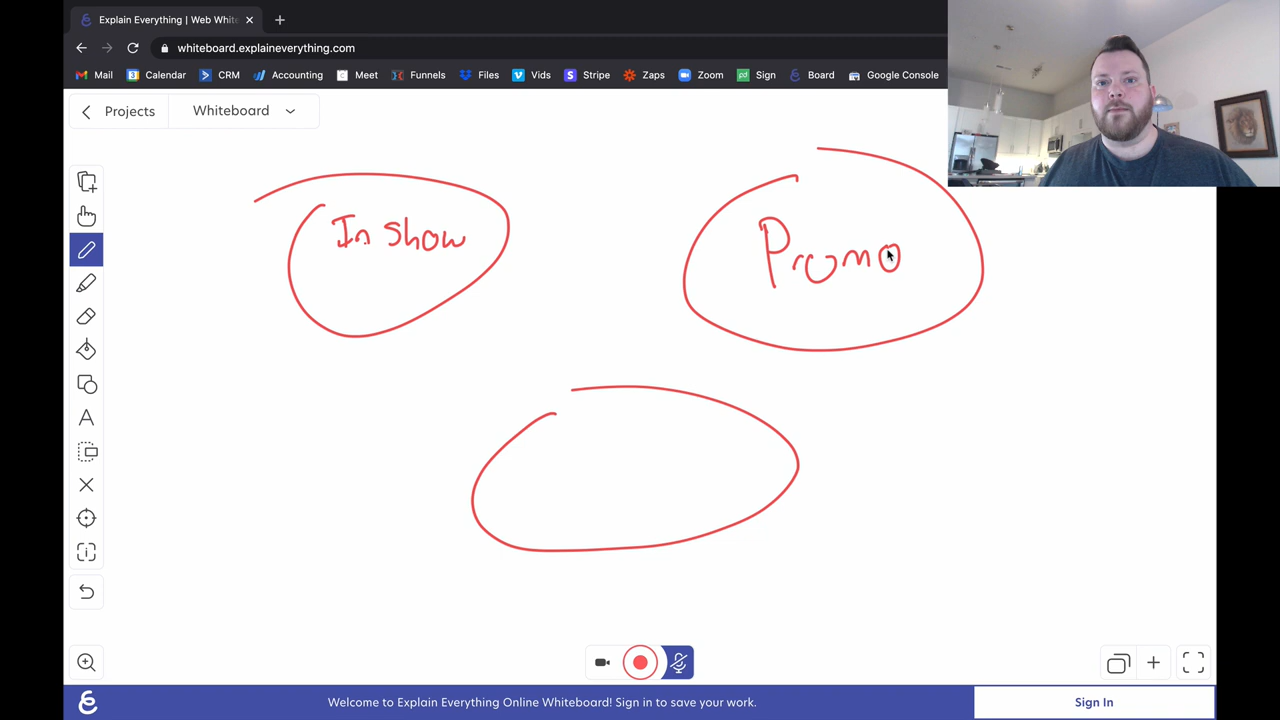 Explain Everything | Web White
whiteboard.explaineverything.com
Mail Calendar CRM Accounting Meet Funnels Files Vids Stripe Zaps Zoom Sign Board Google Console
Projects Whiteboard
In show
Promo
A
Welcome to Explain Everything Online Whiteboard! Sign in to save your work.
Sign In